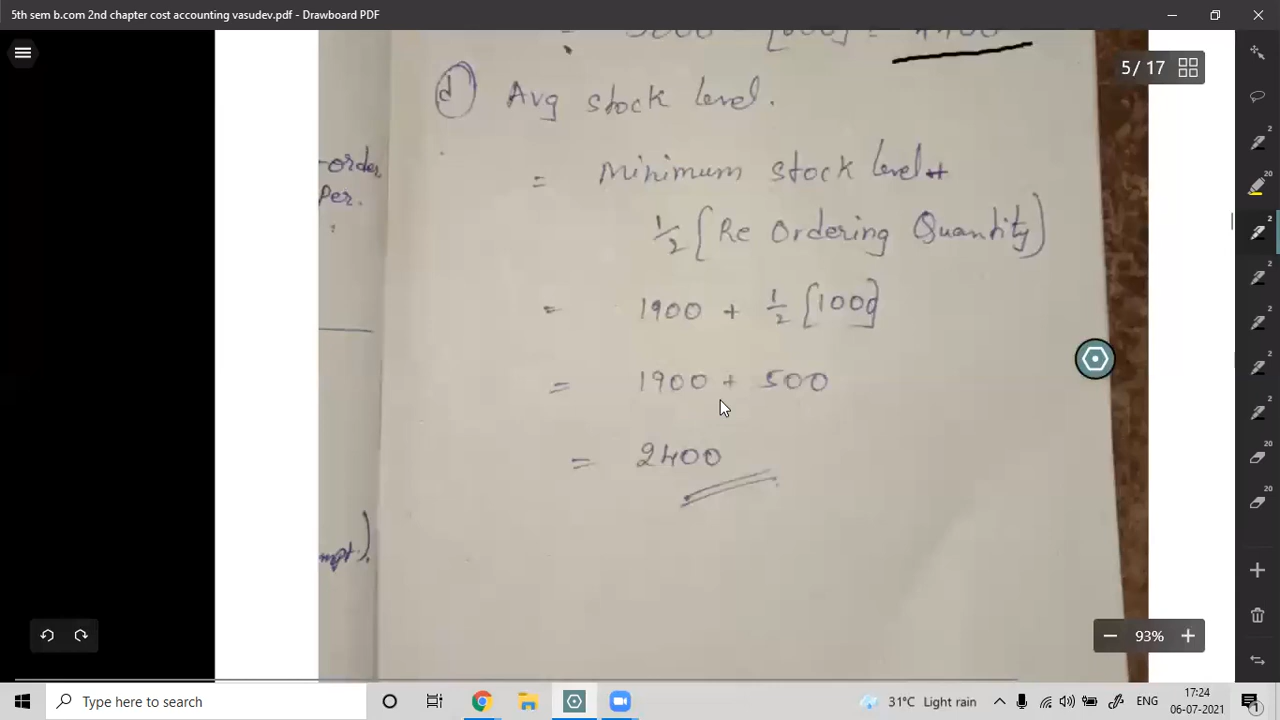 5th sem b.com 2nd chapter cost accounting vasudev.pdf - Drawboard PDF
5 / 17
d) Avg stock level.
= Minimum stock level +
1/2 [Re Ordering Quantity]
= 1900 + 1/2 [1000]
= 1900 + 500
= 2400
-order
Per.
mpt.).
93%
Type here to search
31°C Light rain
ENG
17:24
06-07-2021